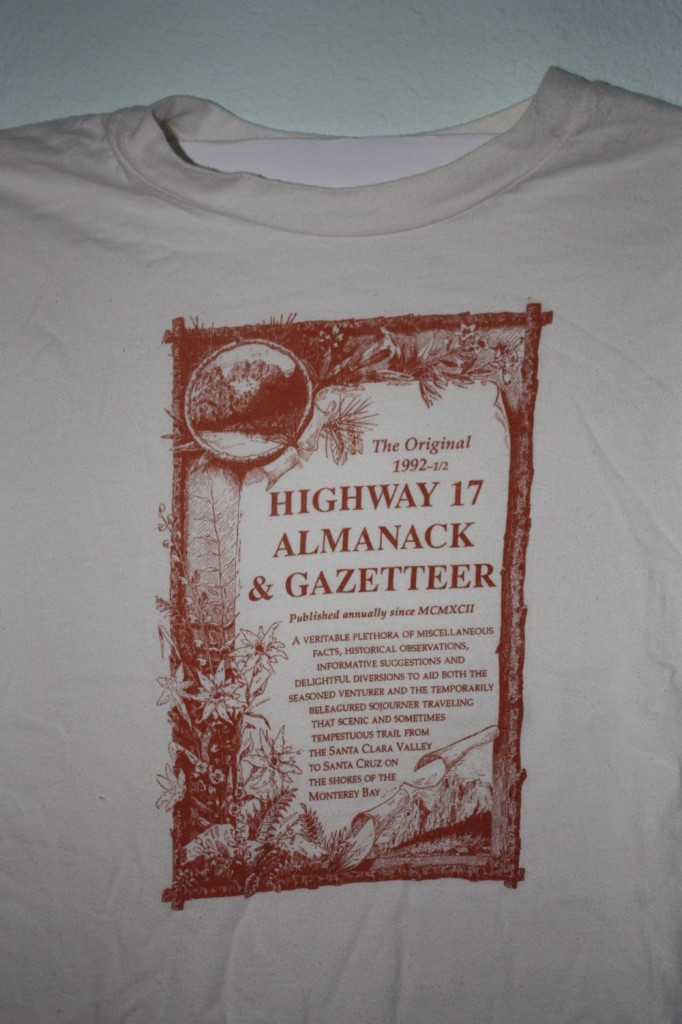 The Original
1992-1/2
HIGHWAY 17
ALMANACK
& GAZETTEER
Published annually since MCMXCII
A VERITABLE PLETHORA OF MISCELLANEOUS
FACTS, HISTORICAL OBSERVATIONS,
INFORMATIVE SUGGESTIONS AND
DELIGHTFUL DIVERSIONS TO AID BOTH THE
SEASONED VENTURER AND THE TEMPORARILY
BELEAGURED SOJOURNER TRAVELING
THAT SCENIC AND SOMETIMES
TEMPESTUOUS TRAIL FROM
THE SANTA CLARA VALLEY
TO SANTA CRUZ ON
THE SHORES OF THE
MONTEREY BAY